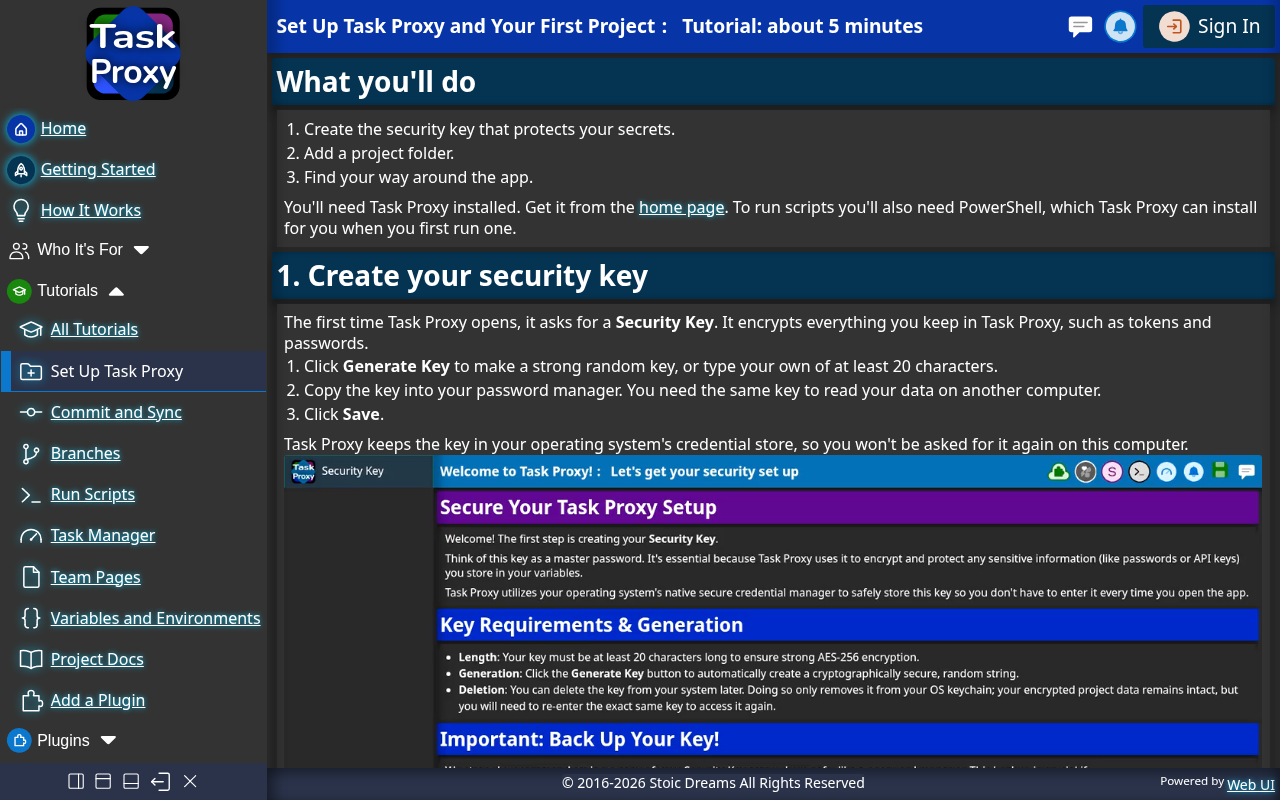 Task
Proxy
Home
Getting Started
How It Works
Who It's For
Tutorials
All Tutorials
Set Up Task Proxy
Commit and Sync
Branches
Run Scripts
Task Manager
Team Pages
Variables and Environments
Project Docs
Add a Plugin
Plugins
Set Up Task Proxy and Your First Project : Tutorial: about 5 minutes
Sign In
What you'll do
1. Create the security key that protects your secrets.
2. Add a project folder.
3. Find your way around the app.
You'll need Task Proxy installed. Get it from the home page. To run scripts you'll also need PowerShell, which Task Proxy can install
for you when you first run one.
1. Create your security key
The first time Task Proxy opens, it asks for a Security Key. It encrypts everything you keep in Task Proxy, such as tokens and
passwords.
1. Click Generate Key to make a strong random key, or type your own of at least 20 characters.
2. Copy the key into your password manager. You need the same key to read your data on another computer.
3. Click Save.
Task Proxy keeps the key in your operating system's credential store, so you won't be asked for it again on this computer.
Task
Proxy
Security Key
Welcome to Task Proxy! : Let's get your security set up
S
Secure Your Task Proxy Setup
Welcome! The first step is creating your Security Key.
Think of this key as a master password. It's essential because Task Proxy uses it to encrypt and protect any sensitive information (like passwords or API keys)
you store in your variables.
Task Proxy utilizes your operating system's native secure credential manager to safely store this key so you don't have to enter it every time you open the app.
Key Requirements & Generation
• Length: Your key must be at least 20 characters long to ensure strong AES-256 encryption.
• Generation: Click the Generate Key button to automatically create a cryptographically secure, random string.
• Deletion: You can delete the key from your system later. Doing so only removes it from your OS keychain; your encrypted project data remains intact, but
you will need to re-enter the exact same key to access it again.
Important: Back Up Your Key!
© 2016-2026 Stoic Dreams All Rights Reserved
Powered by Web UI